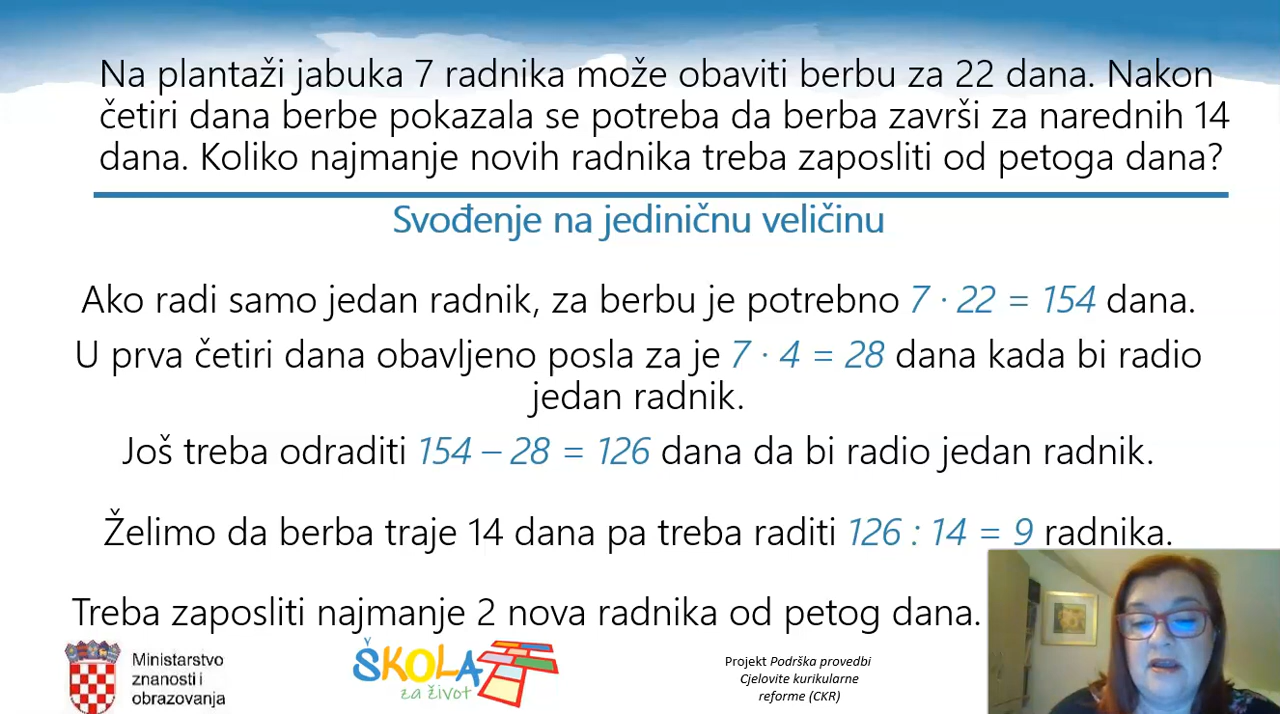 Na plantaži jabuka 7 radnika može obaviti berbu za 22 dana. Nakon
četiri dana berbe pokazala se potreba da berba završi za narednih 14
dana. Koliko najmanje novih radnika treba zaposliti od petoga dana?
Svođenje na jediničnu veličinu
Ako radi samo jedan radnik, za berbu je potrebno 7 · 22 = 154 dana.
U prva četiri dana obavljeno posla za je 7 · 4 = 28 dana kada bi radio
jedan radnik.
Još treba odraditi 154 – 28 = 126 dana da bi radio jedan radnik.
Želimo da berba traje 14 dana pa treba raditi 126 : 14 = 9 radnika.
Treba zaposliti najmanje 2 nova radnika od petog dana.
Ministarstvo
znanosti i
obrazovanja
ŠKOLA
za život
Projekt Podrška provedbi
Cjelovite kurikularne
reforme (CKR)